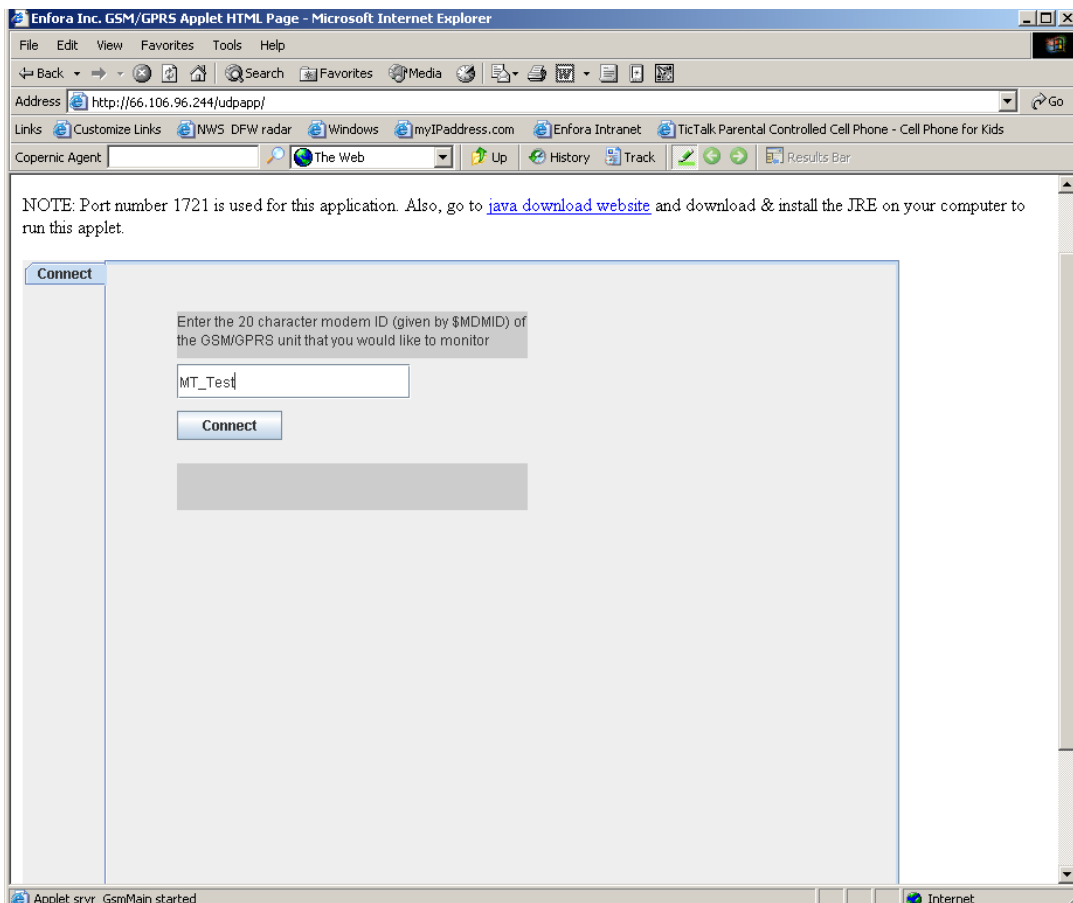 Enfora Inc. GSM/GPRS Applet HTML Page - Microsoft Internet Explorer
File Edit View Favorites Tools Help
Back Search Favorites Media
Address http://66.106.96.244/udpapp/ Go
Links Customize Links NWS DFW radar Windows myIPaddress.com Enfora Intranet TicTalk Parental Controlled Cell Phone - Cell Phone for Kids
Copernic Agent The Web Up History Track Results Bar
NOTE: Port number 1721 is used for this application. Also, go to java download website and download & install the JRE on your computer to
run this applet.
Connect
Enter the 20 character modem ID (given by $MDMID) of
the GSM/GPRS unit that you would like to monitor
MT_Test
Connect
Applet srvr_GsmMain started Internet